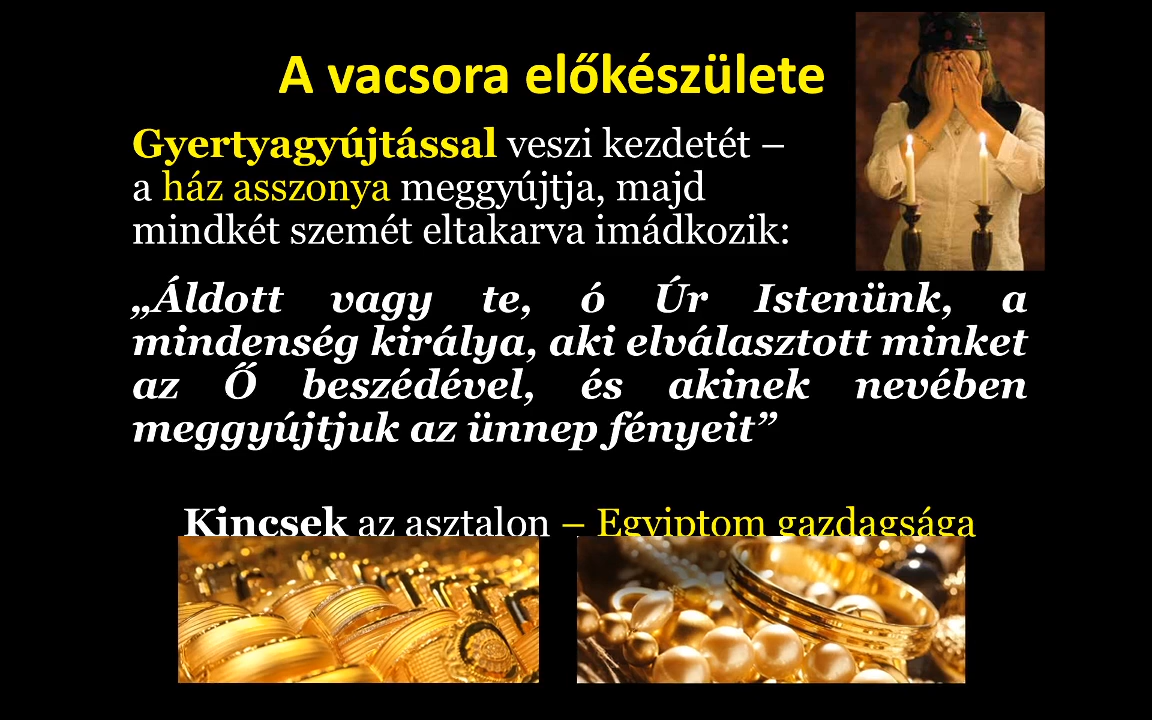 A vacsora előkészülete
Gyertyagyújtással veszi kezdetét –
a ház asszonya meggyújtja, majd
mindkét szemét eltakarva imádkozik:
„Áldott vagy te, ó Úr Istenünk, a
mindenség királya, aki elválasztott minket
az Ő beszédével, és akinek nevében
meggyújtjuk az ünnep fényeit”
Kincsek az asztalon – Egyiptom gazdagsága